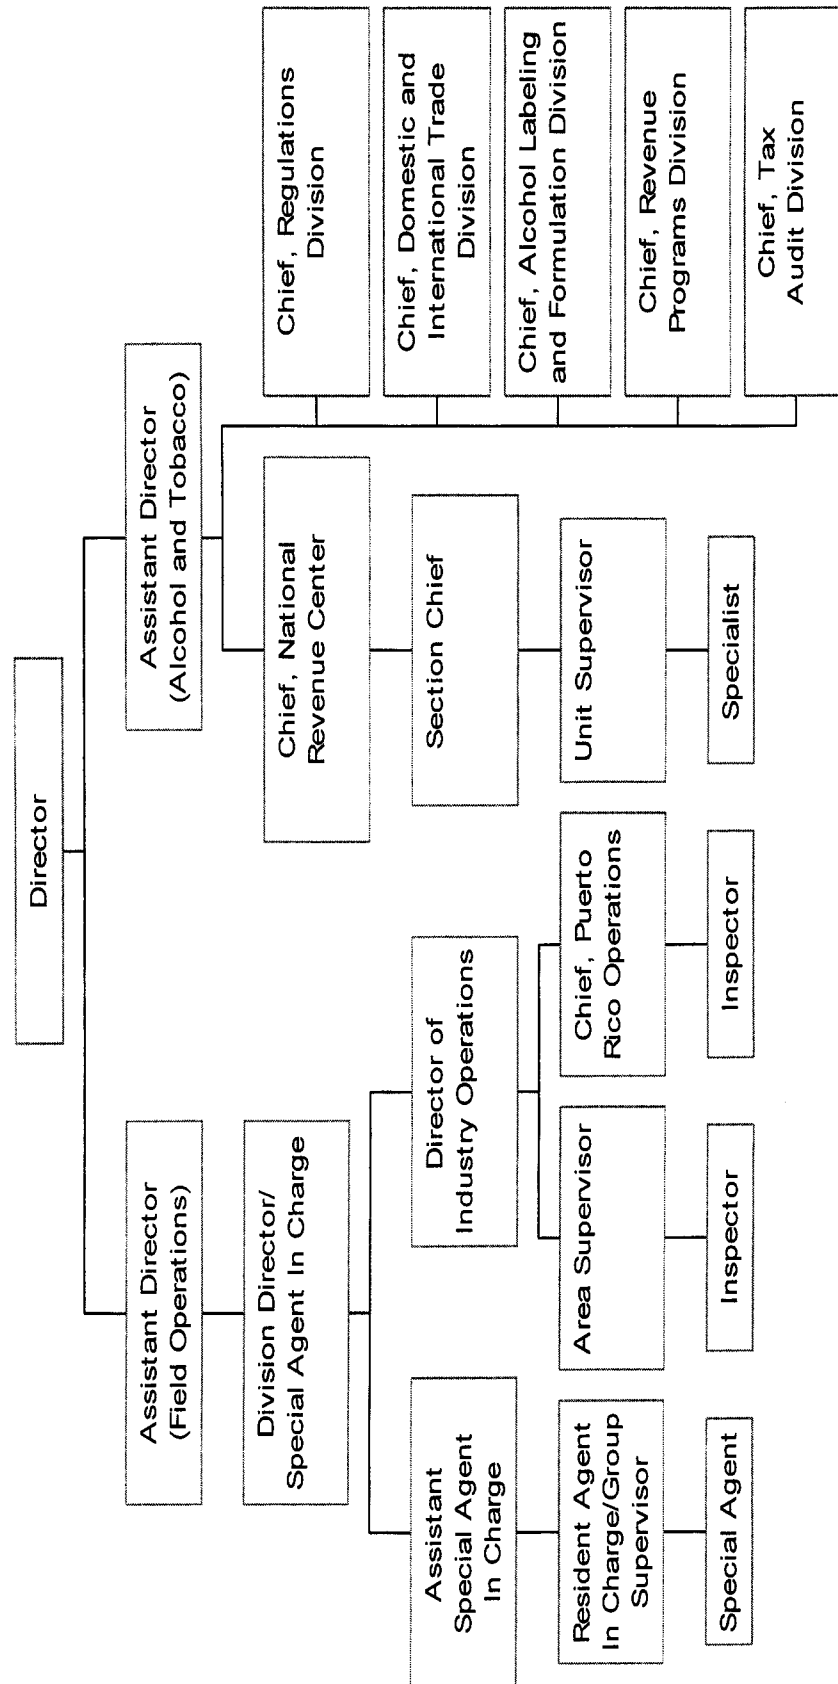 Director
Assistant Director
(Field Operations)
Assistant Director
(Alcohol and Tobacco)
Division Director/
Special Agent In Charge
Chief, National
Revenue Center
Chief, Regulations
Division
Chief, Domestic and
International Trade
Division
Chief, Alcohol Labeling
and Formulation Division
Chief, Revenue
Programs Division
Chief, Tax
Audit Division
Assistant
Special Agent
In Charge
Director of
Industry Operations
Section Chief
Resident Agent
In Charge/Group
Supervisor
Area Supervisor
Chief, Puerto
Rico Operations
Unit Supervisor
Special Agent
Inspector
Inspector
Specialist